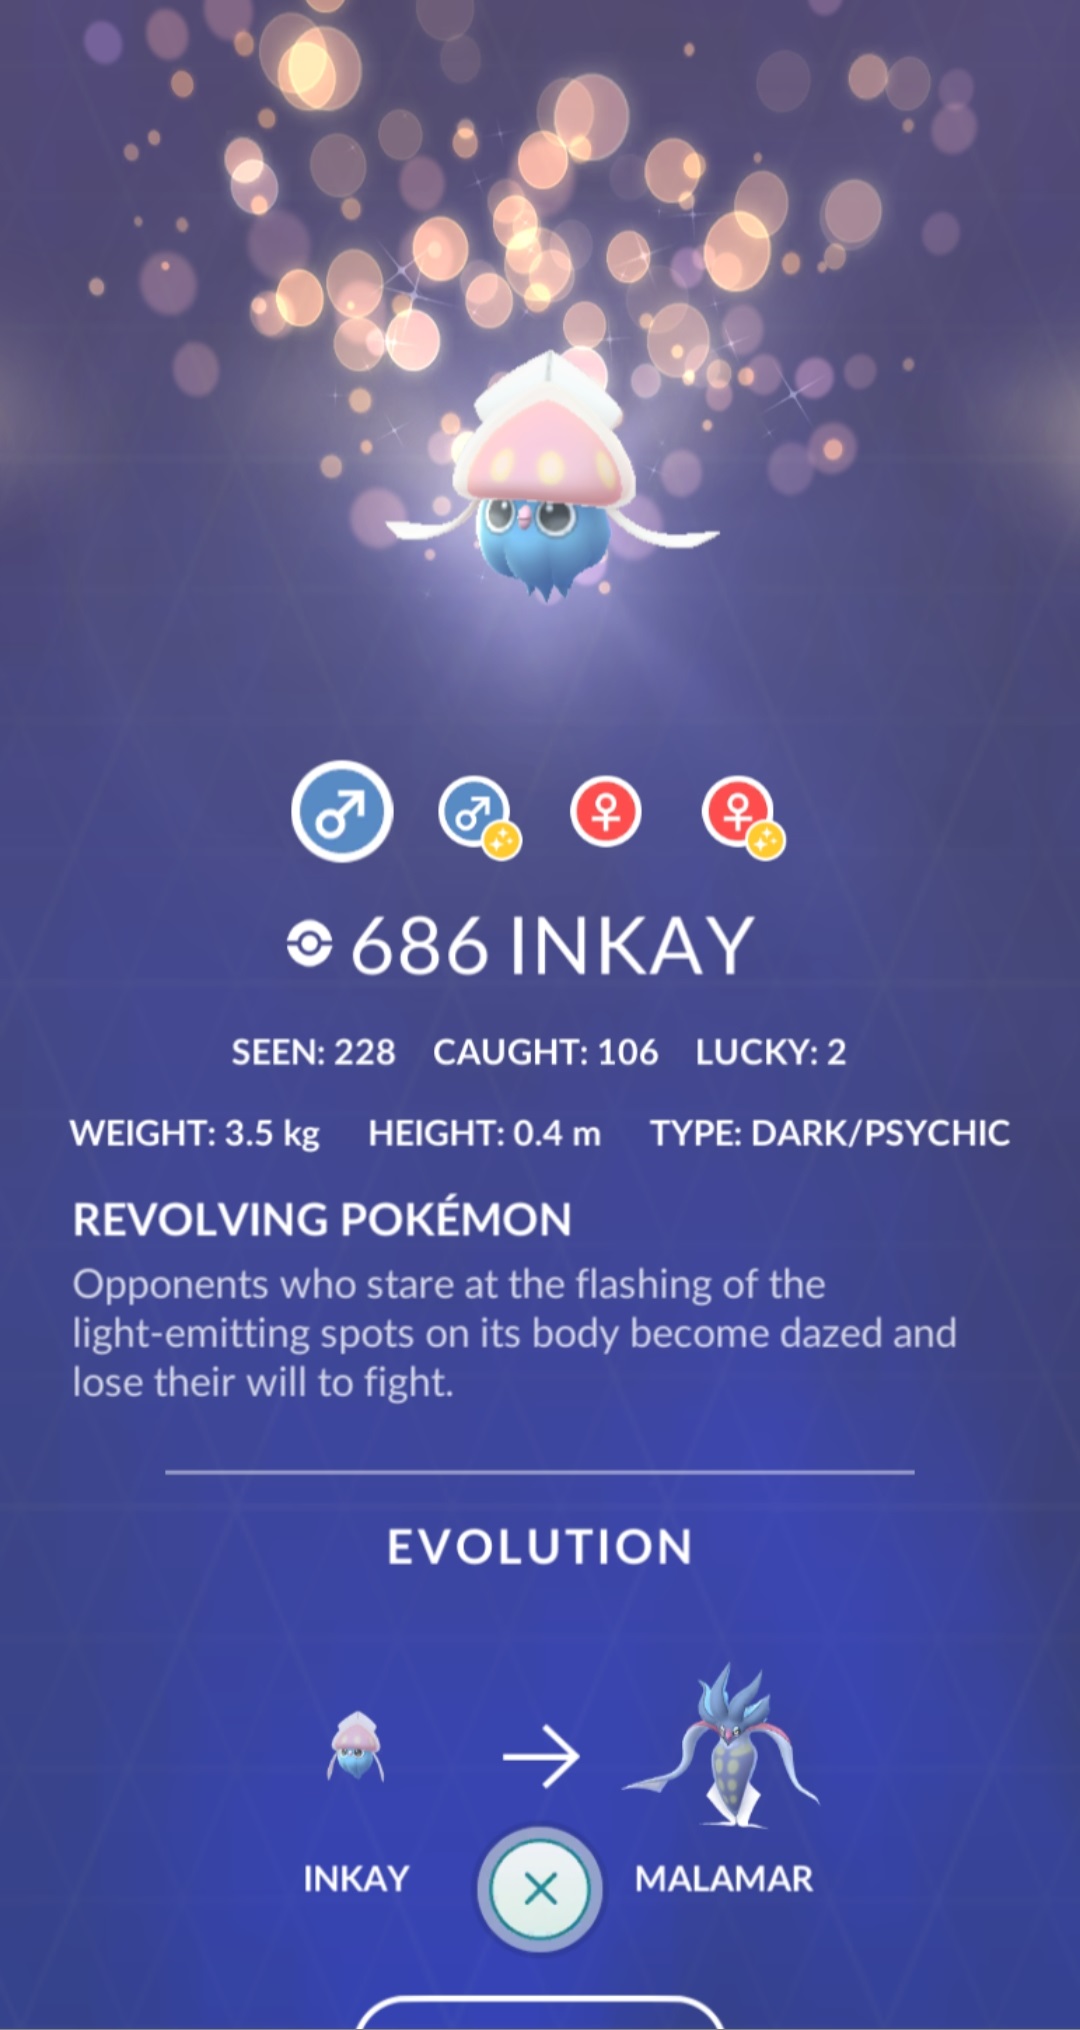 686 INKAY
SEEN: 228 CAUGHT: 106 LUCKY: 2
WEIGHT: 3.5 kg HEIGHT: 0.4 m TYPE: DARK/PSYCHIC
REVOLVING POKÉMON
Opponents who stare at the flashing of the
light-emitting spots on its body become dazed and
lose their will to fight.
EVOLUTION
INKAY MALAMAR